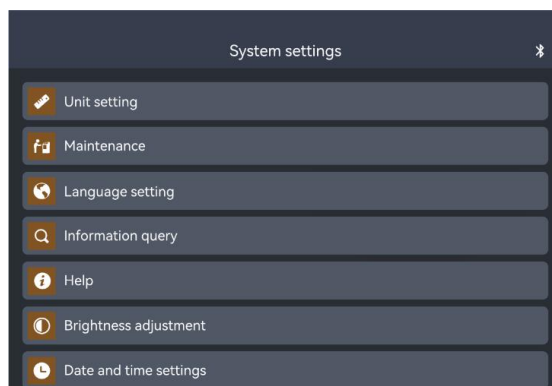 System settings
Unit setting
Maintenance
Language setting
Information query
Help
Brightness adjustment
Date and time settings